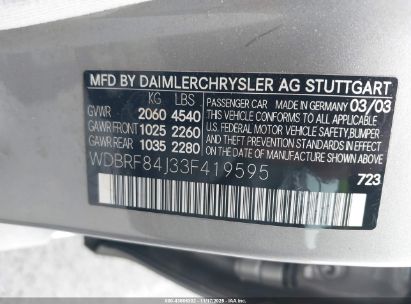 MFD BY DAIMLERCHRYSLER AG STUTTGART
KG LBS
GVWR 2060 4540
GAWR FRONT 1025 2260
GAWR REAR 1035 2280
PASSENGER CAR MADE IN GERMANY 03/03
THIS VEHICLE CONFORMS TO ALL APPLICABLE
U.S. FEDERAL MOTOR VEHICLE SAFETY, BUMPER
AND THEFT PREVENTION STANDARDS IN EFFECT
ON THE DATE OF MANUFACTURE SHOWN ABOVE.
WDBRF84J33F419595
723